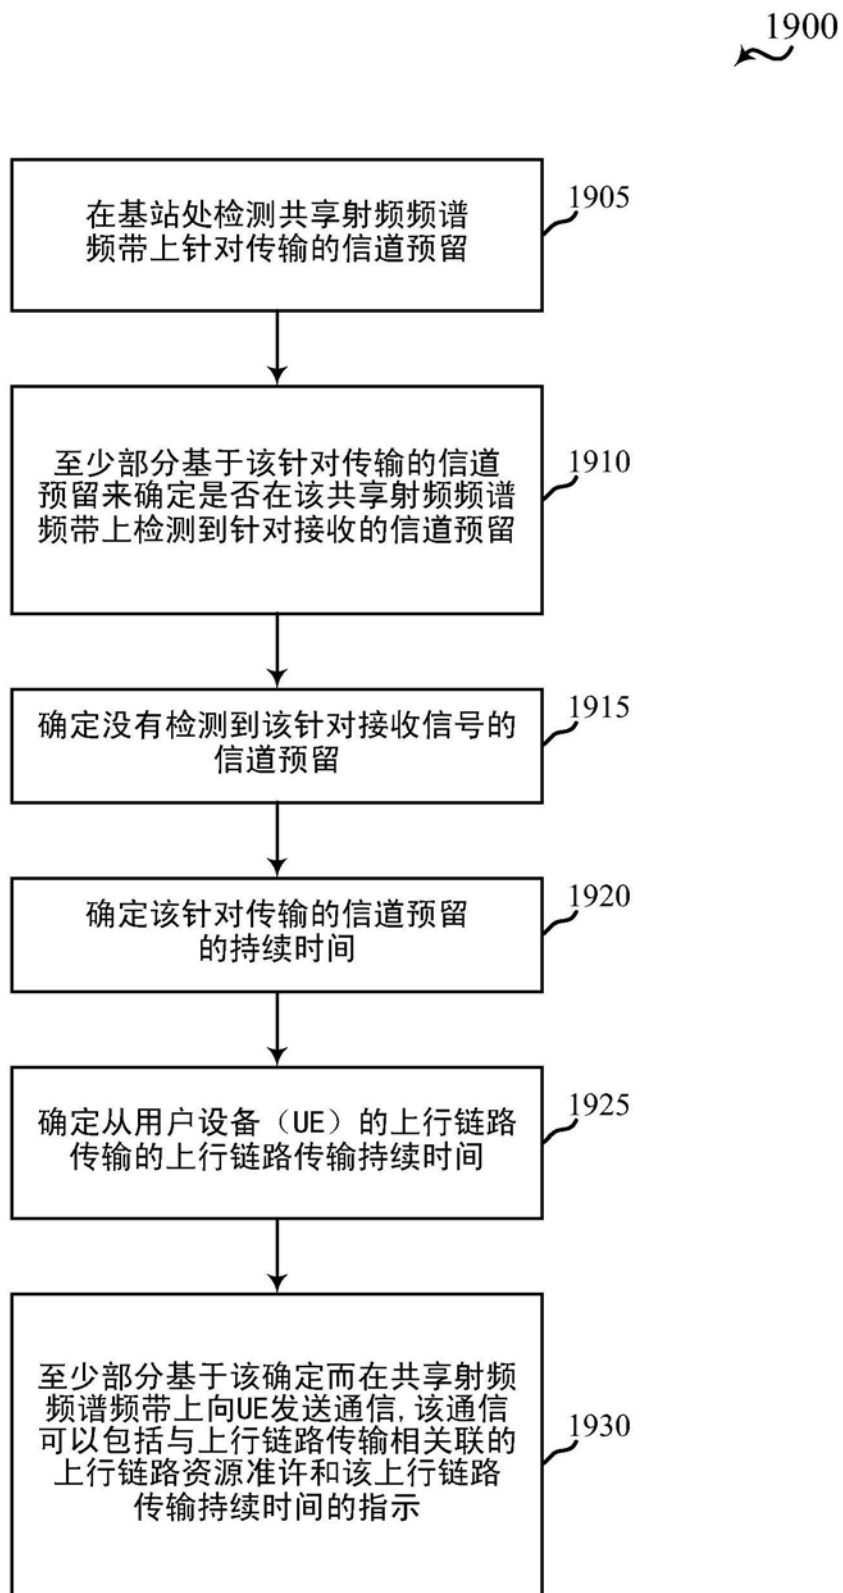 1900
在基站处检测共享射频频谱
频带上针对传输的信道预留
1905
至少部分基于该针对传输的信道
预留来确定是否在该共享射频频谱
频带上检测到针对接收的信道预留
1910
确定没有检测到该针对接收信号的
信道预留
1915
确定该针对传输的信道预留
的持续时间
1920
确定从用户设备（UE）的上行链路
传输的上行链路传输持续时间
1925
至少部分基于该确定而在共享射频
频谱频带上向UE发送通信,该通信
可以包括与上行链路传输相关联的
上行链路资源准许和该上行链路
传输持续时间的指示
1930